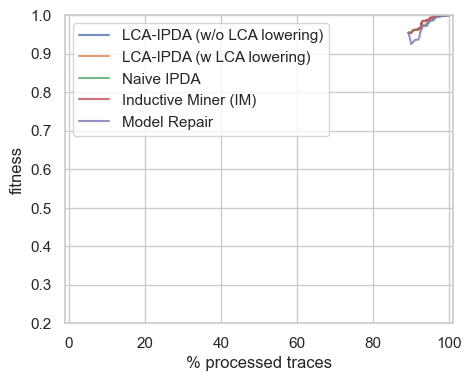 1.0
0.9
0.8
0.7
0.6
0.5
0.4
0.3
0.2
fitness
LCA-IPDA (w/o LCA lowering)
LCA-IPDA (w LCA lowering)
Naive IPDA
Inductive Miner (IM)
Model Repair
0 20 40 60 80 100
% processed traces